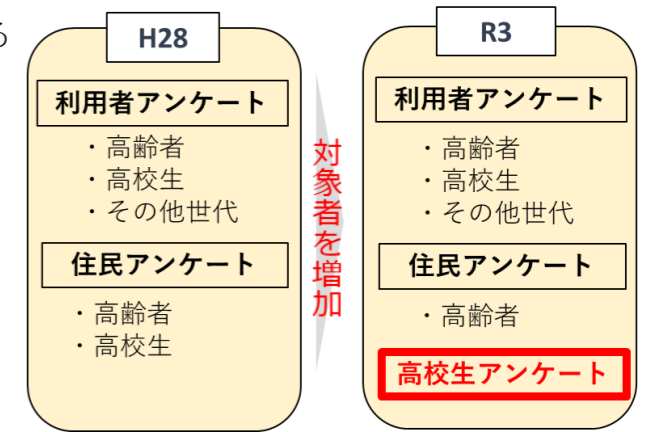 る
H28
利用者アンケート
・高齢者
・高校生
・その他世代
住民アンケート
・高齢者
・高校生
対象者を増加
R3
利用者アンケート
・高齢者
・高校生
・その他世代
住民アンケート
・高齢者
高校生アンケート